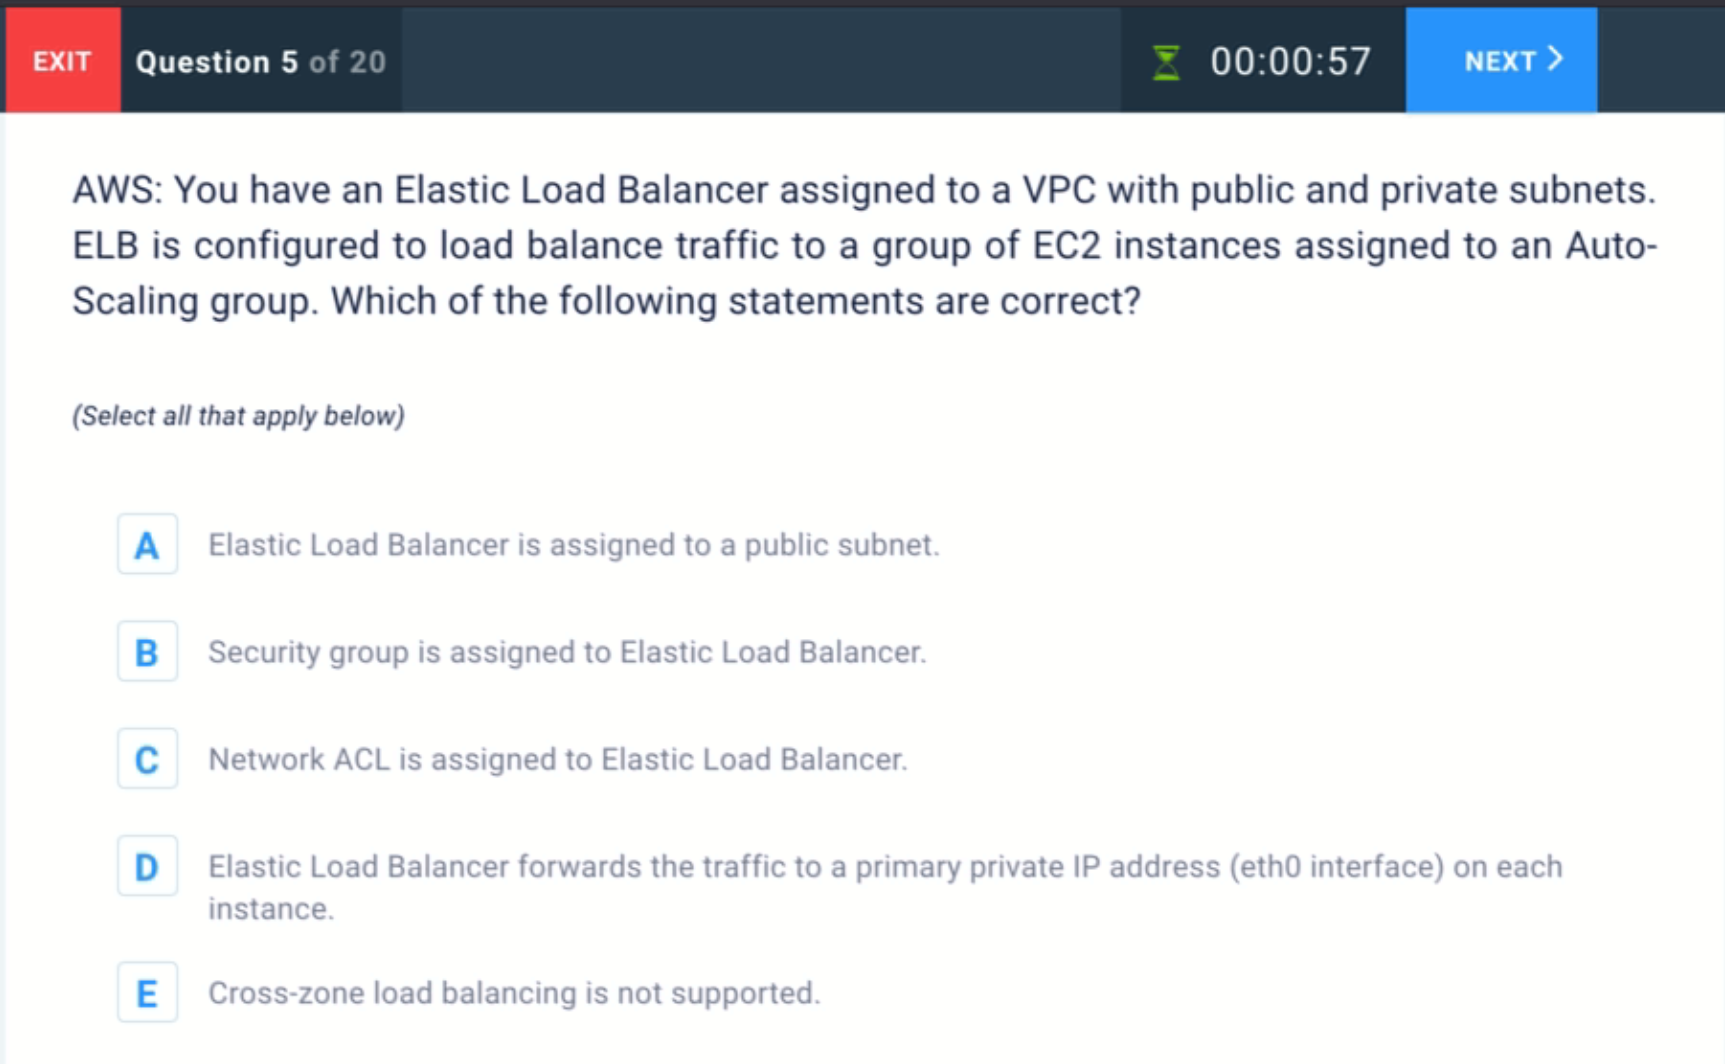 EXIT
Question 5 of 20
00:00:57
NEXT >
AWS: You have an Elastic Load Balancer assigned to a VPC with public and private subnets.
ELB is configured to load balance traffic to a group of EC2 instances assigned to an Auto-
Scaling group. Which of the following statements are correct?
(Select all that apply below)
A Elastic Load Balancer is assigned to a public subnet.
B Security group is assigned to Elastic Load Balancer.
C Network ACL is assigned to Elastic Load Balancer.
D Elastic Load Balancer forwards the traffic to a primary private IP address (eth0 interface) on each
instance.
E Cross-zone load balancing is not supported.